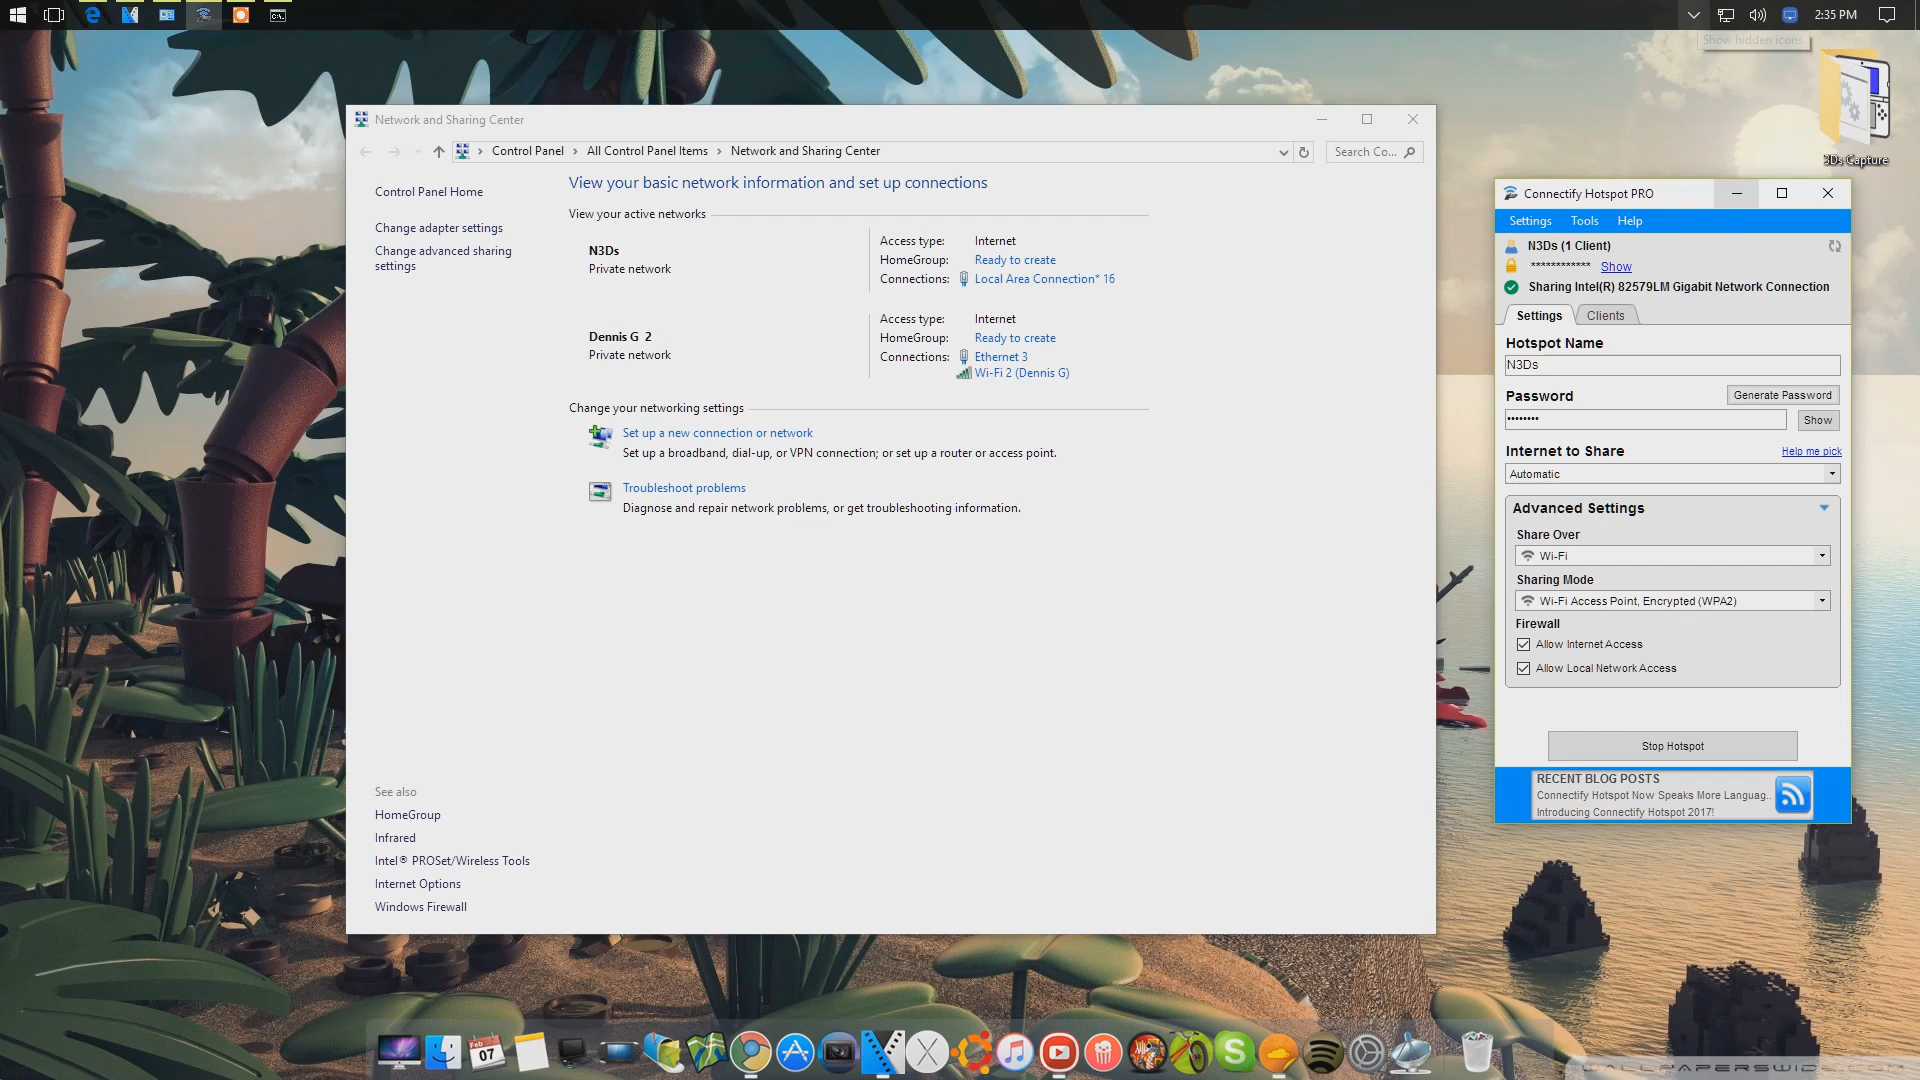 2:35 PM
Show hidden icons
3Ds Capture
Network and Sharing Center
Control Panel > All Control Panel Items > Network and Sharing Center
Search Co...
Control Panel Home
Change adapter settings
Change advanced sharing
settings
View your basic network information and set up connections
View your active networks
N3Ds
Private network
Access type: Internet
HomeGroup: Ready to create
Connections: Local Area Connection* 16
Dennis G 2
Private network
Access type: Internet
HomeGroup: Ready to create
Connections: Ethernet 3
Wi-Fi 2 (Dennis G)
Change your networking settings
Set up a new connection or network
Set up a broadband, dial-up, or VPN connection; or set up a router or access point.
Troubleshoot problems
Diagnose and repair network problems, or get troubleshooting information.
See also
HomeGroup
Infrared
Intel® PROSet/Wireless Tools
Internet Options
Windows Firewall
Connectify Hotspot PRO
Settings Tools Help
N3Ds (1 Client)
************ Show
Sharing Intel(R) 82579LM Gigabit Network Connection
Settings Clients
Hotspot Name
N3Ds
Password Generate Password
•••••••• Show
Internet to Share Help me pick
Automatic
Advanced Settings
Share Over
Wi-Fi
Sharing Mode
Wi-Fi Access Point, Encrypted (WPA2)
Firewall
Allow Internet Access
Allow Local Network Access
Stop Hotspot
RECENT BLOG POSTS
Connectify Hotspot Now Speaks More Languag..
Introducing Connectify Hotspot 2017!
Feb
07